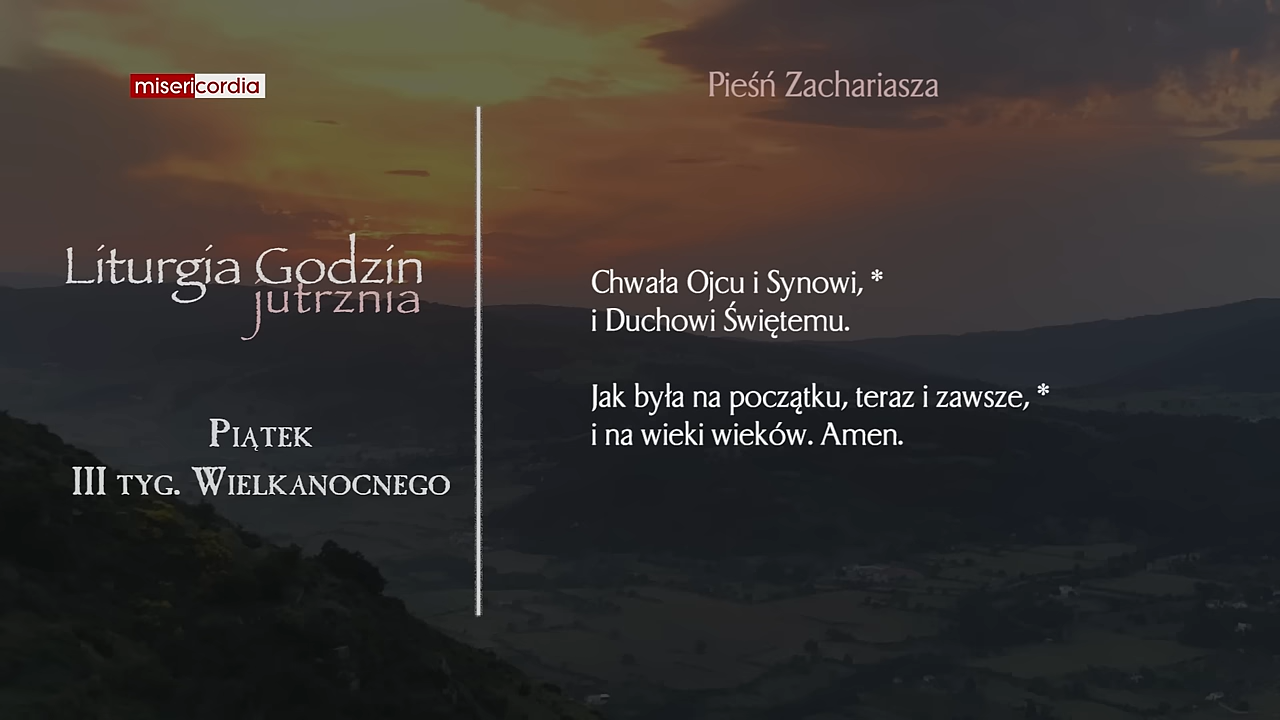 misericordia
Liturgia Godzin
jutrznia
Piątek
III tyg. Wielkanocnego
Pieśń Zachariasza
Chwała Ojcu i Synowi, *
i Duchowi Świętemu.
Jak była na początku, teraz i zawsze, *
i na wieki wieków. Amen.